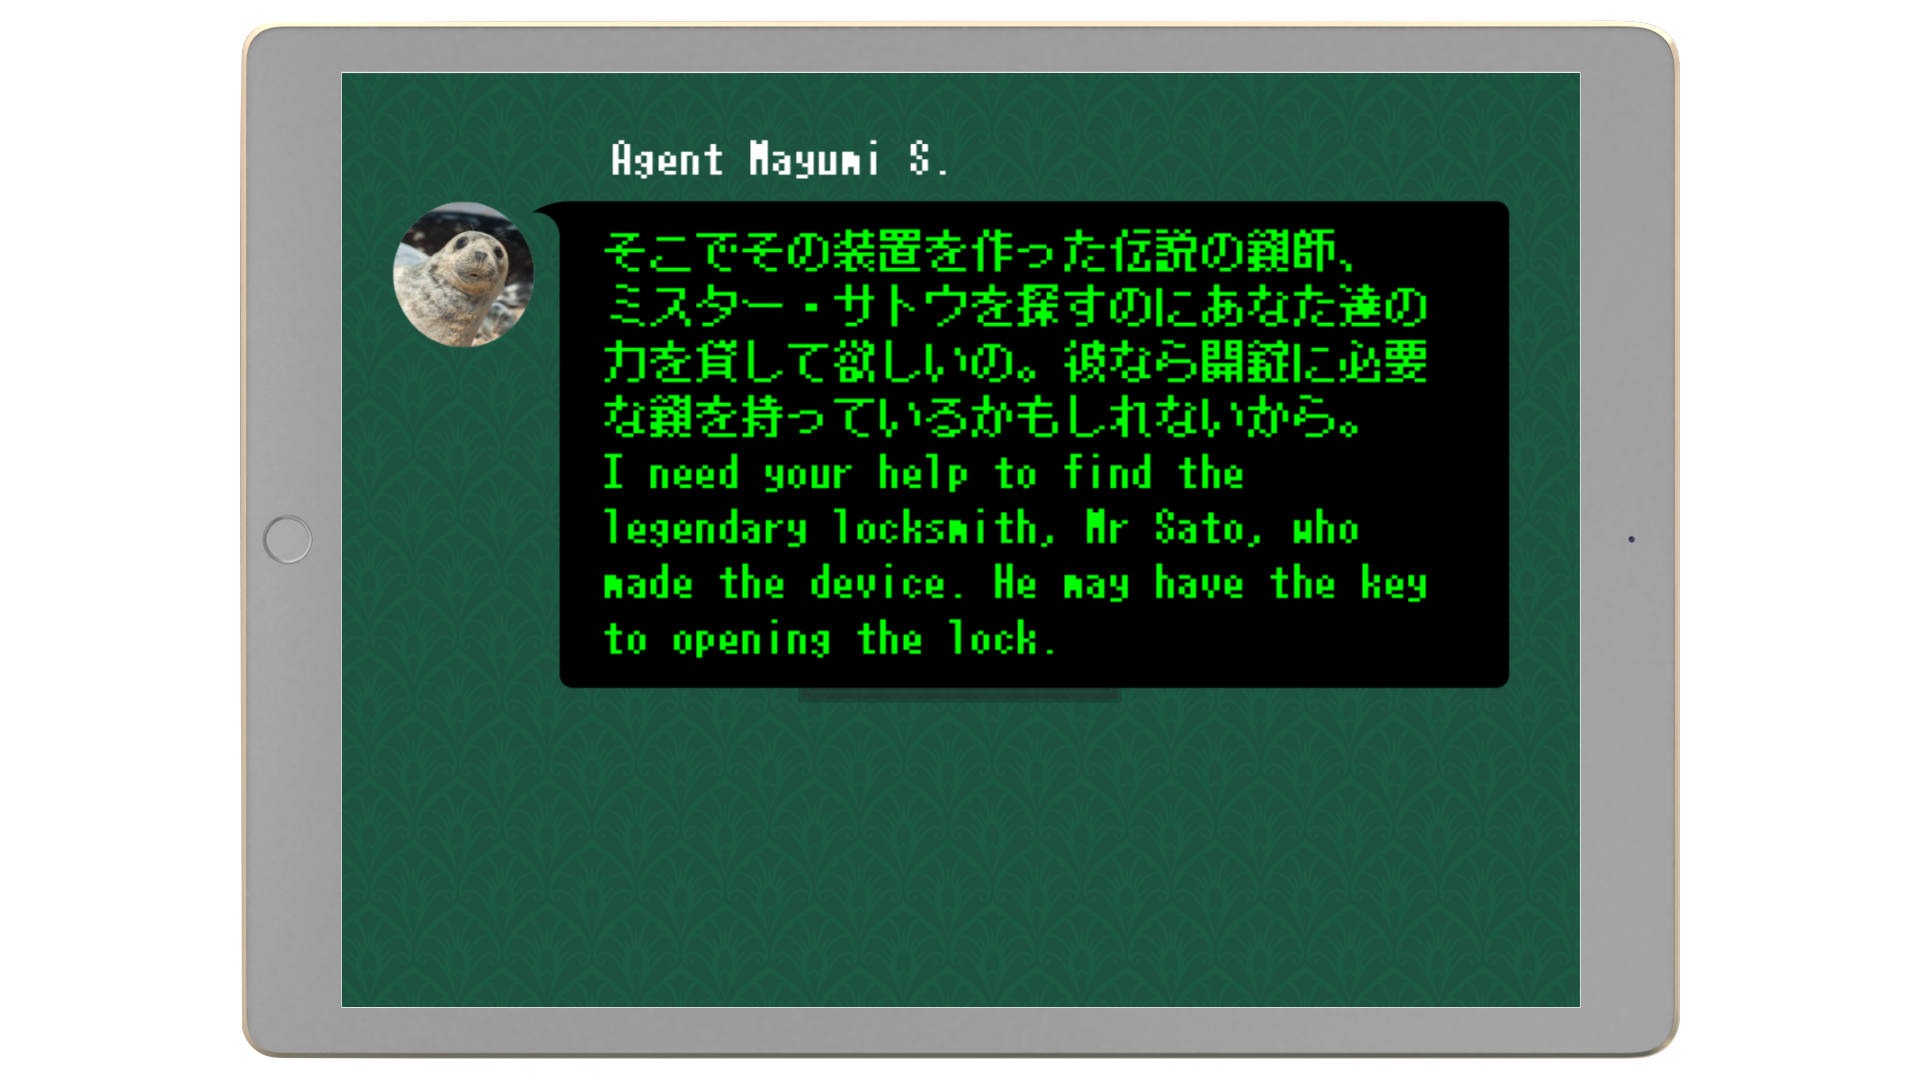 Agent Mayumi S.
そこでその装置を作った伝説の鍵師、
ミスター・サトウを探すのにあなた達の
力を貸して欲しいの。彼なら開錠に必要
な鍵を持っているかもしれないから。
I need your help to find the
legendary locksmith, Mr Sato, who
made the device. He may have the key
to opening the lock.